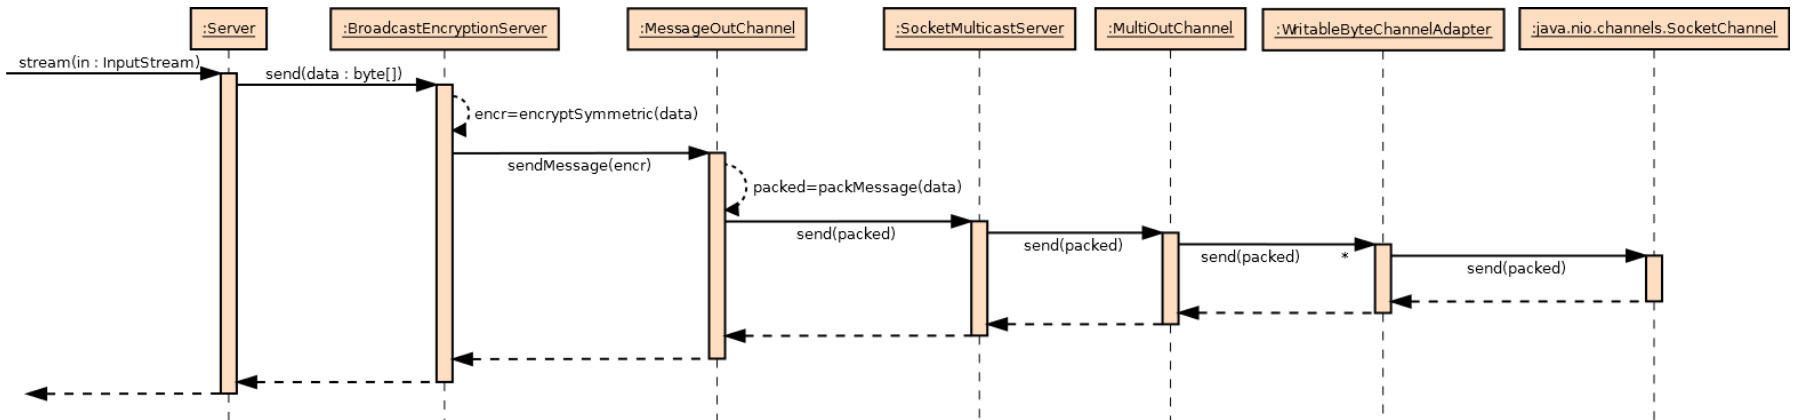 :Server
:BroadcastEncryptionServer
:MessageOutChannel
:SocketMulticastServer
:MultiOutChannel
:WritableByteChannelAdapter
:java.nio.channels.SocketChannel
stream(in : InputStream)
send(data : byte[])
encr=encryptSymmetric(data)
sendMessage(encr)
packed=packMessage(data)
send(packed)
send(packed)
send(packed) *
send(packed)